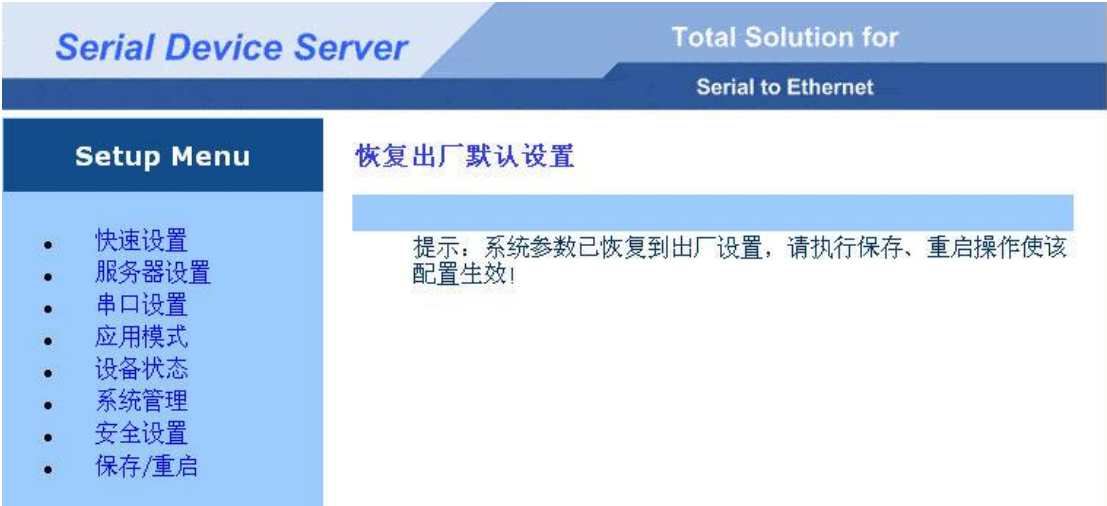 Serial Device Server
Total Solution for
Serial to Ethernet
Setup Menu
快速设置
服务器设置
串口设置
应用模式
设备状态
系统管理
安全设置
保存/重启
恢复出厂默认设置
提示：系统参数已恢复到出厂设置，请执行保存、重启操作使该
配置生效!